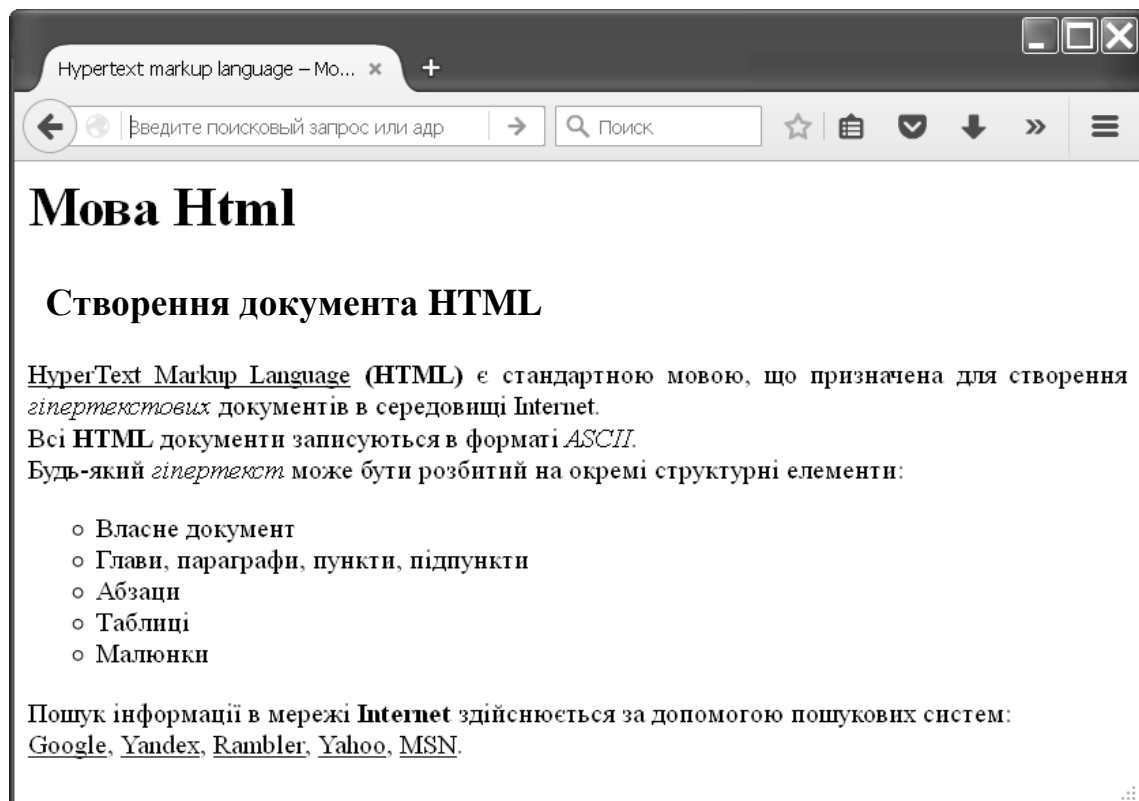 Hypertext markup language – Mo...
Введите поисковый запрос или адр
Поиск
Мова Html
Створення документа HTML
HyperText Markup Language (HTML) є стандартною мовою, що призначена для створення
гіпертекстових документів в середовищі Internet.
Всі HTML документи записуються в форматі ASCII.
Будь-який гіпертекст може бути розбитий на окремі структурні елементи:
Власне документ
Глави, параграфи, пункти, підпункти
Абзаци
Таблиці
Малюнки
Пошук інформації в мережі Internet здійснюється за допомогою пошукових систем:
Google, Yandex, Rambler, Yahoo, MSN.